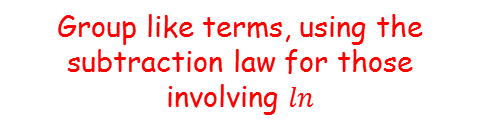 Group like terms, using the
subtraction law for those
involving ln